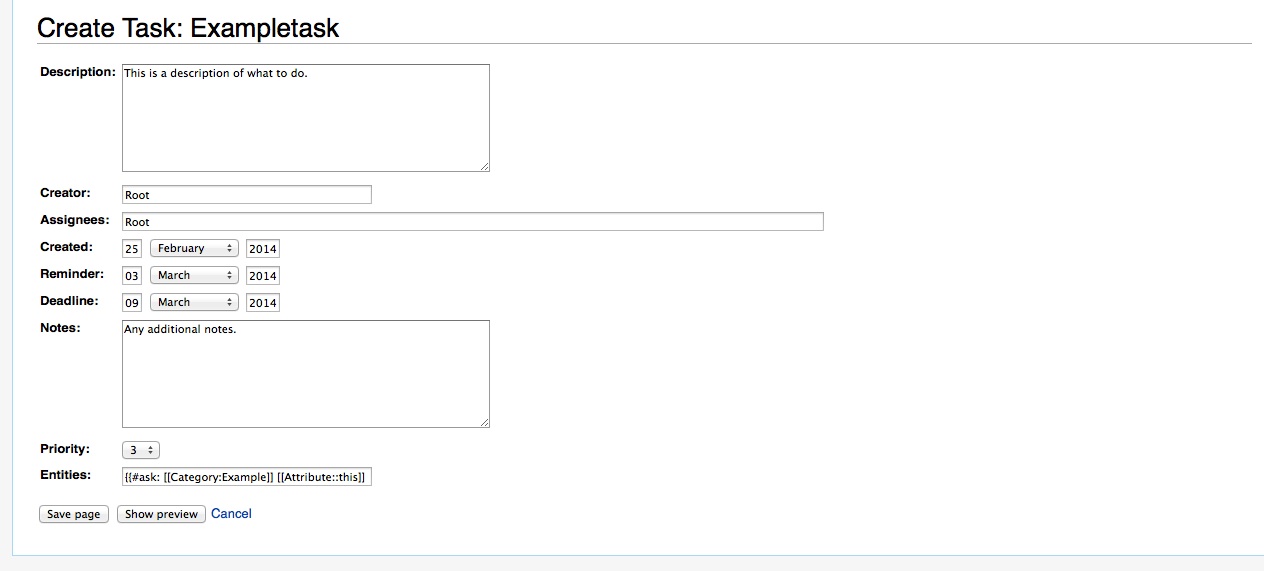 Create Task: Exampletask
Description: This is a description of what to do.
Creator: Root
Assignees: Root
Created: 25 February 2014
Reminder: 03 March 2014
Deadline: 09 March 2014
Notes: Any additional notes.
Priority: 3
Entities: {{#ask: [[Category:Example]] [[Attribute::this]]
Save page Show preview Cancel